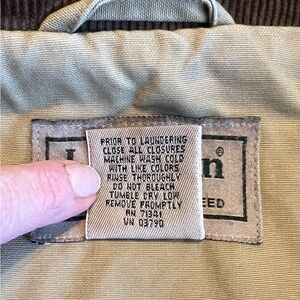 PRIOR TO LAUNDERING
CLOSE ALL CLOSURES
MACHINE WASH COLD
WITH LIKE COLORS
RINSE THOROUGHLY
DO NOT BLEACH
TUMBLE DRY LOW
REMOVE PROMPTLY
RN 71341
VN 03790